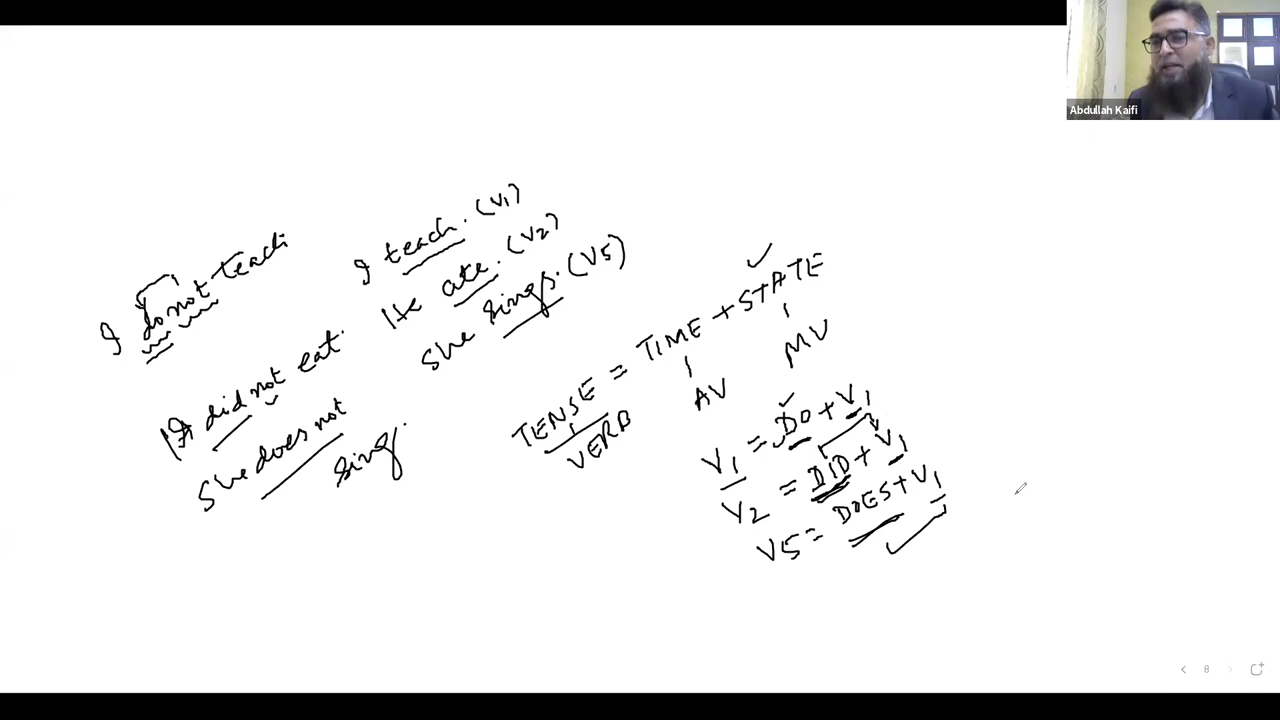 Abdullah Kaifi
I do not teach
I teach. (V1)
He ate. (V2)
She sings. (V5)
did not eat.
She does not
sing.
TENSE = TIME + STATE
VERB
AV
MV
V1 = DO + V1
V2 = DID + V1
V5 = DOES + V1
8